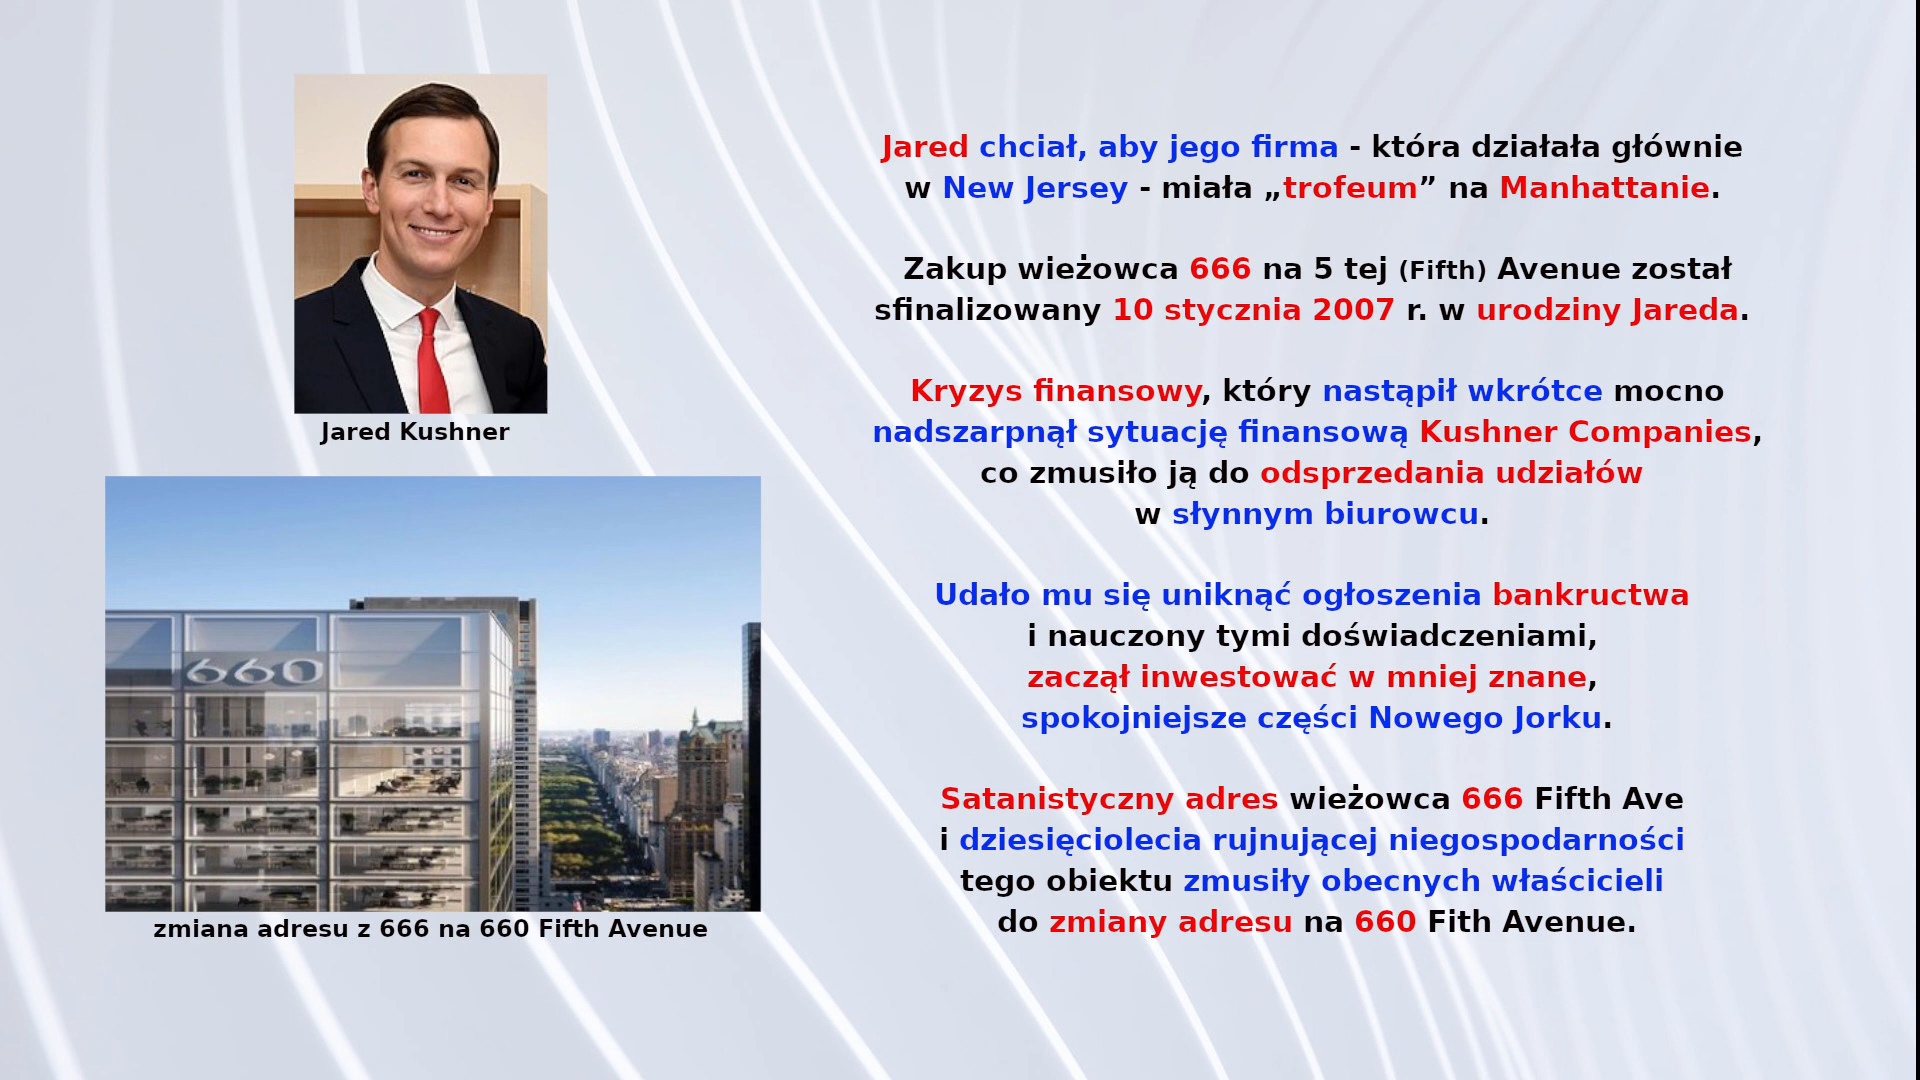 Jared Kushner
660
zmiana adresu z 666 na 660 Fifth Avenue
Jared chciał, aby jego firma - która działała głównie
w New Jersey - miała „trofeum” na Manhattanie.
Zakup wieżowca 666 na 5 tej (Fifth) Avenue został
sfinalizowany 10 stycznia 2007 r. w urodziny Jareda.
Kryzys finansowy, który nastąpił wkrótce mocno
nadszarpnął sytuację finansową Kushner Companies,
co zmusiło ją do odsprzedania udziałów
w słynnym biurowcu.
Udało mu się uniknąć ogłoszenia bankructwa
i nauczony tymi doświadczeniami,
zaczął inwestować w mniej znane,
spokojniejsze części Nowego Jorku.
Satanistyczny adres wieżowca 666 Fifth Ave
i dziesięciolecia rujnującej niegospodarności
tego obiektu zmusiły obecnych właścicieli
do zmiany adresu na 660 Fith Avenue.